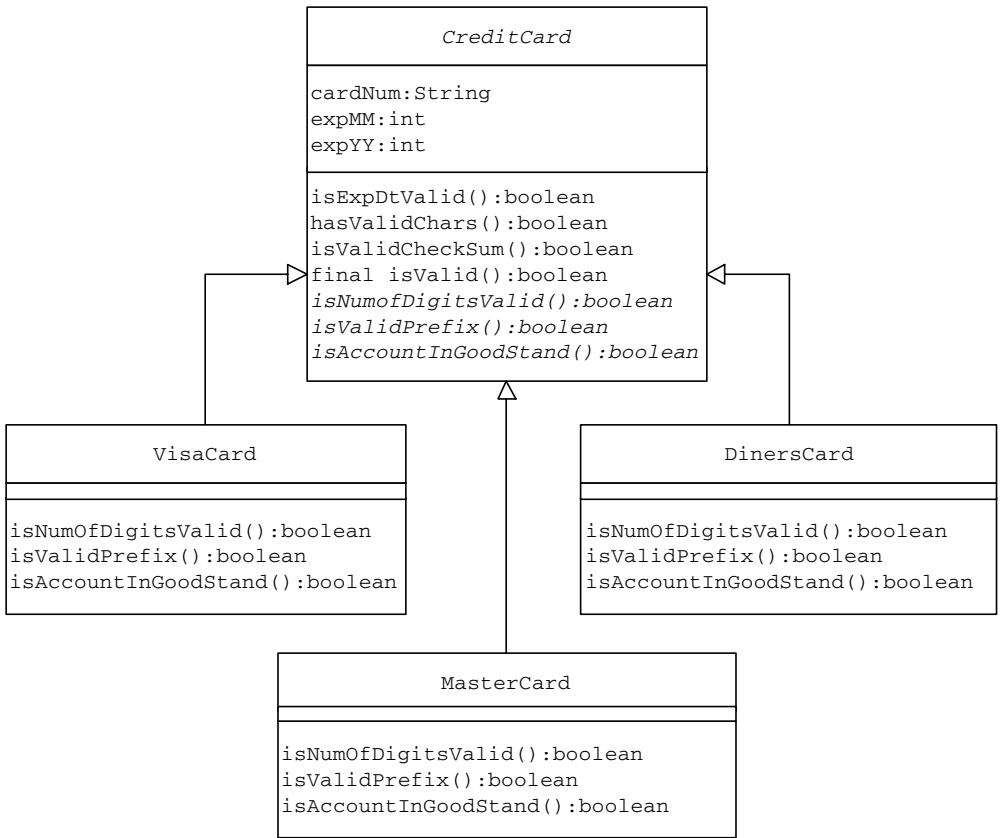 CreditCard
cardNum:String
expMM:int
expYY:int
isExpDtValid():boolean
hasValidChars():boolean
isValidCheckSum():boolean
final isValid():boolean
isNumofDigitsValid():boolean
isValidPrefix():boolean
isAccountInGoodStand():boolean
VisaCard
isNumOfDigitsValid():boolean
isValidPrefix():boolean
isAccountInGoodStand():boolean
DinersCard
isNumOfDigitsValid():boolean
isValidPrefix():boolean
isAccountInGoodStand():boolean
MasterCard
isNumOfDigitsValid():boolean
isValidPrefix():boolean
isAccountInGoodStand():boolean